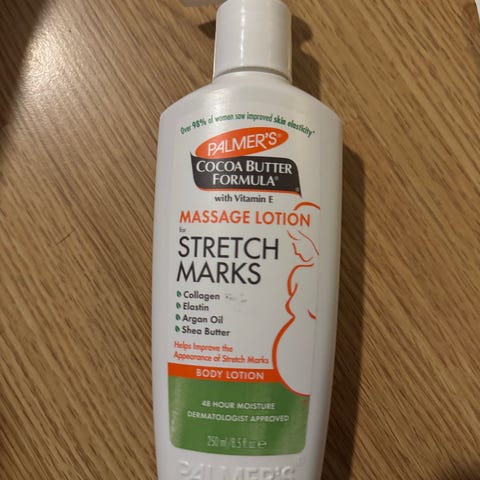 Over 98% of women saw improved skin elasticity*
PALMER'S®
COCOA BUTTER
FORMULA®
with Vitamin E
MASSAGE LOTION
for
STRETCH
MARKS
Collagen
Elastin
Argan Oil
Shea Butter
Helps Improve the
Appearance of Stretch Marks
BODY LOTION
48 HOUR MOISTURE
DERMATOLOGIST APPROVED
250 ml/8.5 fl oz e
PALMER'S